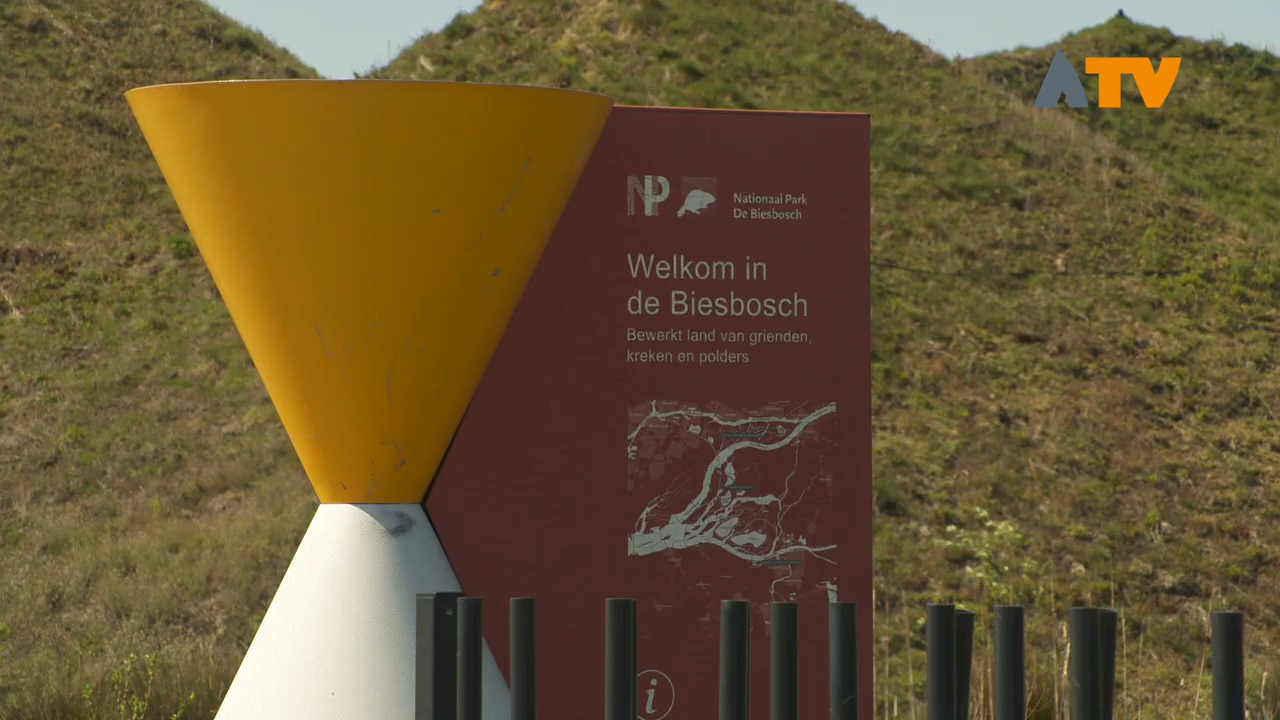 ATV
NP
Nationaal Park
De Biesbosch
Welkom in
de Biesbosch
Bewerkt land van grienden,
kreken en polders
i